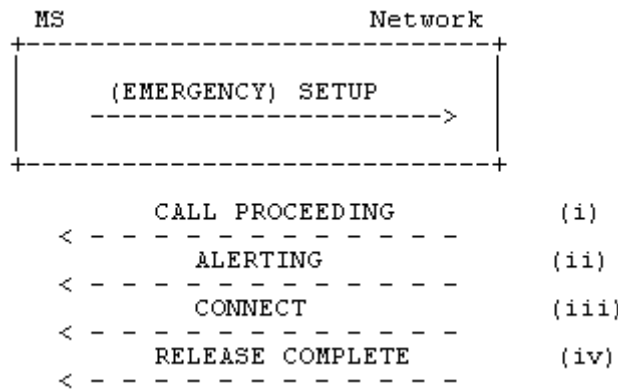 MS Network
(EMERGENCY) SETUP
CALL PROCEEDING (i)
ALERTING (ii)
CONNECT (iii)
RELEASE COMPLETE (iv)